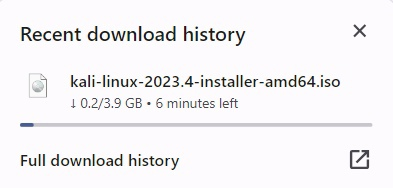 Recent download history
kali-linux-2023.4-installer-amd64.iso
↓ 0.2/3.9 GB • 6 minutes left
Full download history